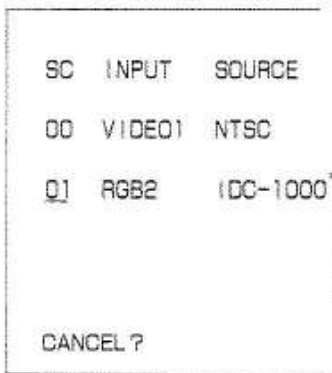 SC INPUT SOURCE
00 VIDEO1 NTSC
01 RGB2 IDC-1000*
CANCEL?